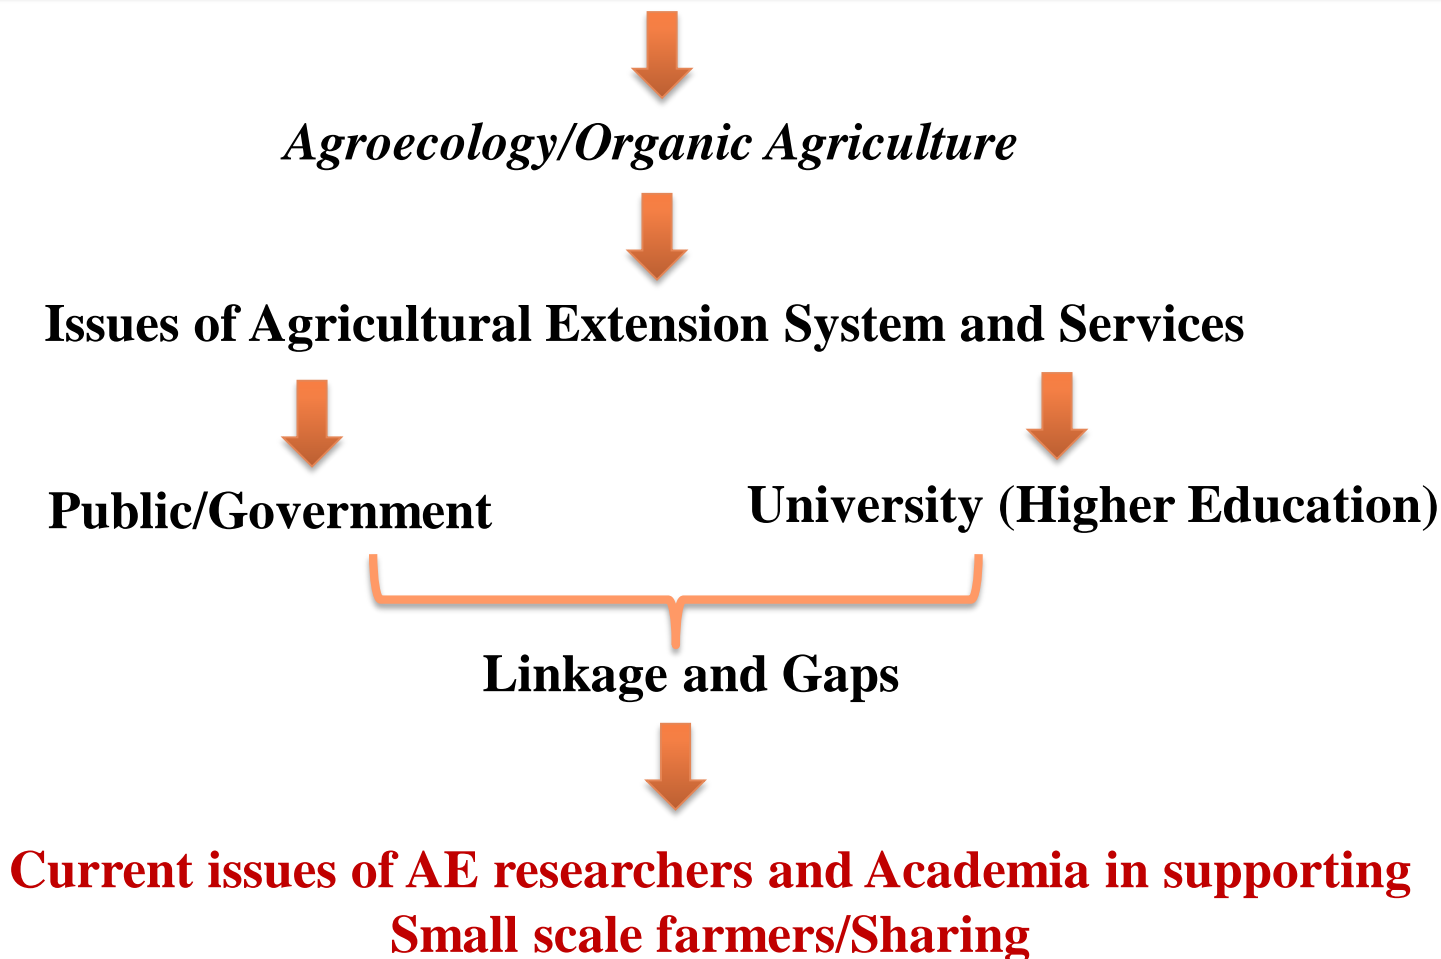 Agroecology/Organic Agriculture
Issues of Agricultural Extension System and Services
Public/Government
University (Higher Education)
Linkage and Gaps
Current issues of AE researchers and Academia in supporting
Small scale farmers/Sharing